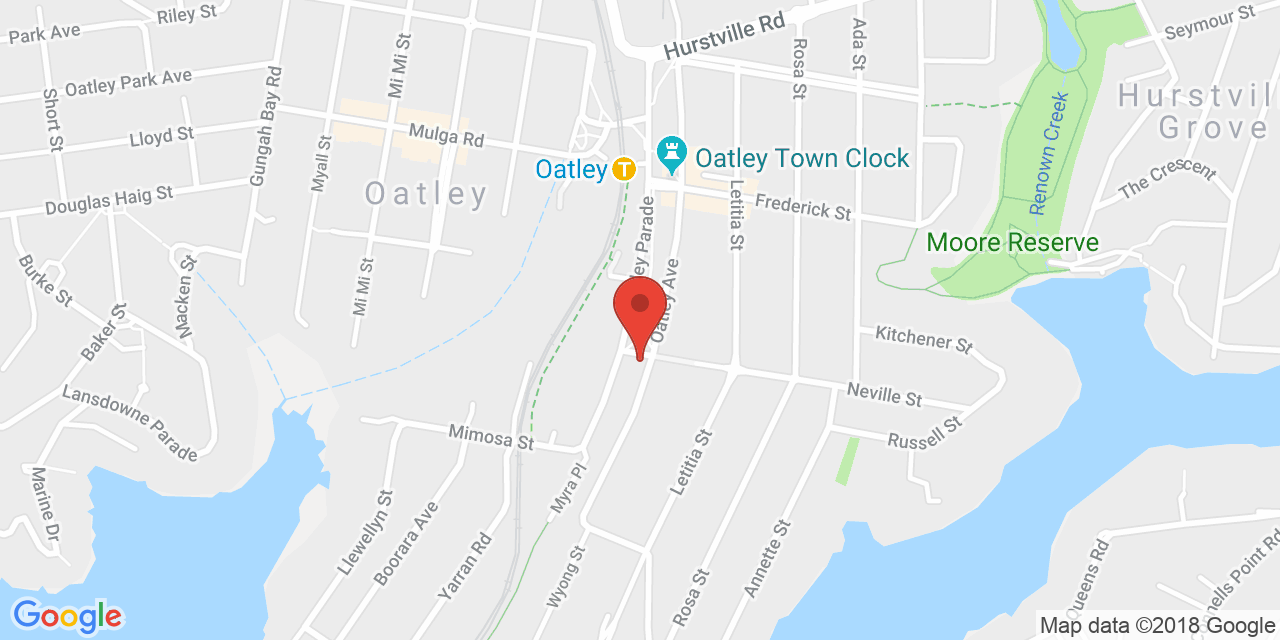 Riley St
Park Ave
Hurstville Rd
Ada St
Seymour St
Oatley Park Ave
Mi Mi St
Rosa St
Short St
Gungah Bay Rd
Hurstvil
Grove
Lloyd St
Mulga Rd
Renown Creek
Myall St
Oatley
T
Oatley Town Clock
The Crescent
Douglas Haig St
Oatley
Letitia St
Frederick St
Moore Reserve
ley Parade
Oatley Ave
Burke St
Macken St
Mi Mi St
Baker St
Kitchener St
Neville St
Lansdowne Parade
Mimosa St
Russell St
Letitia St
Marine Dr
Myra Pl
Llewellyn St
Boorara Ave
Yarran Rd
Wyong St
Annette St
Rosa St
Queens Rd
nells Point Rd
Google
Map data ©2018 Google